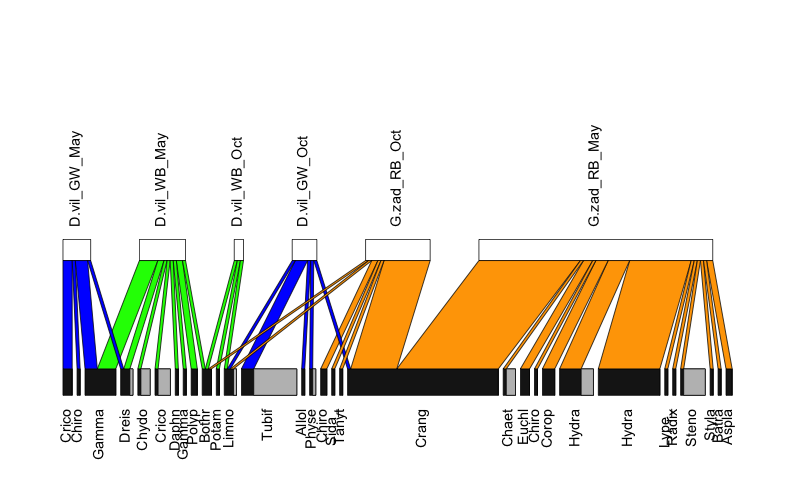 D.vil_GW_May
D.vil_WB_May
D.vil_WB_Oct
D.vil_GW_Oct
G.zad_RB_Oct
G.zad_RB_May
Crico
Chiro
Gamma
Dreis
Chydo
Crico
Daphn
Gamma
Polyp
Bothr
Potam
Limno
Tubif
Allol
Physe
Chiro
Sida
Tanyt
Crang
Chaet
Euchl
Chiro
Corop
Hydra
Hydra
Lype
Radix
Steno
Styla
Batra
Aspla